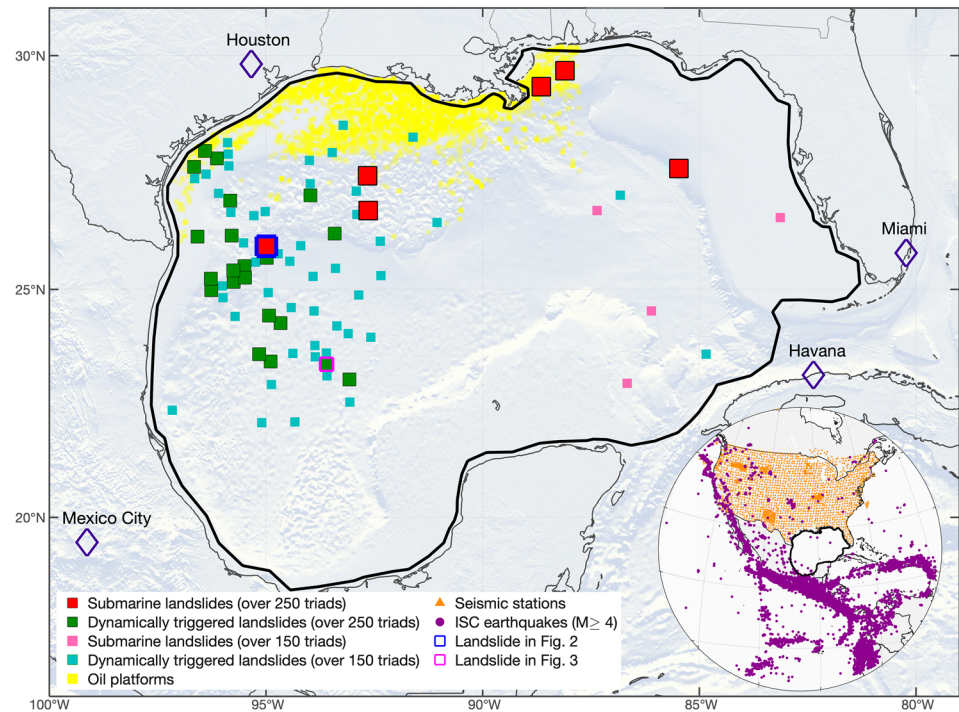 30°N
Houston
Miami
25°N
Havana
20°N
Mexico City
Submarine landslides (over 250 triads)
Dynamically triggered landslides (over 250 triads)
Submarine landslides (over 150 triads)
Dynamically triggered landslides (over 150 triads)
Oil platforms
Seismic stations
ISC earthquakes (M≥ 4)
Landslide in Fig. 2
Landslide in Fig. 3
100°W 95°W 90°W 85°W 80°W